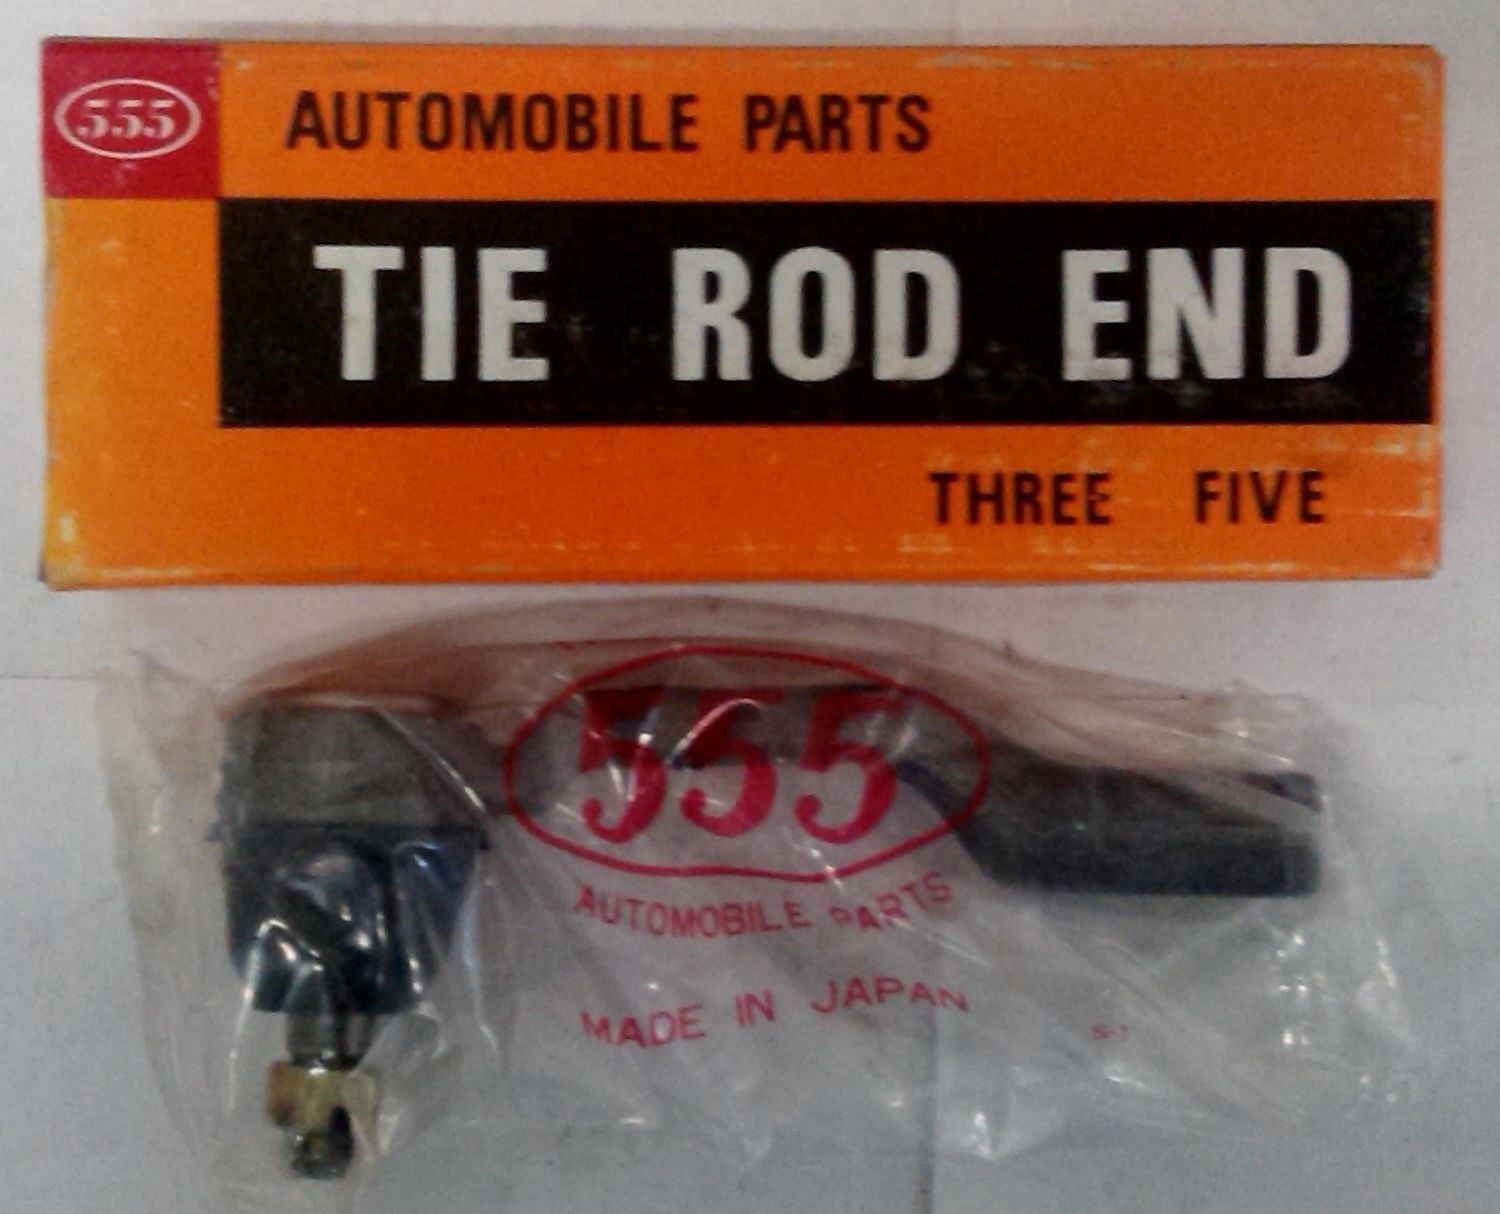 555
AUTOMOBILE PARTS
TIE ROD END
THREE FIVE
555
AUTOMOBILE PARTS
MADE IN JAPAN